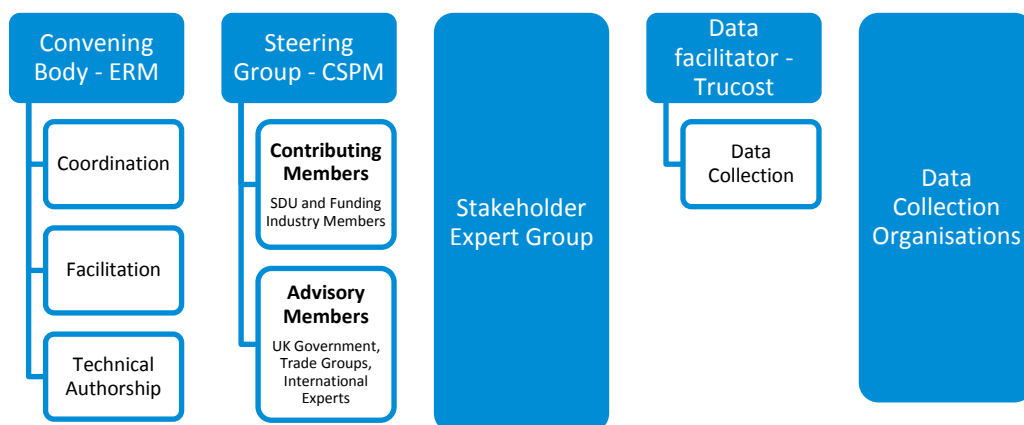 Convening
Body - ERM
Coordination
Facilitation
Technical
Authorship
Steering
Group - CSPM
Contributing
Members
SDU and Funding
Industry Members
Advisory
Members
UK Government,
Trade Groups,
International
Experts
Stakeholder
Expert Group
Data
facilitator -
Trucost
Data
Collection
Data
Collection
Organisations